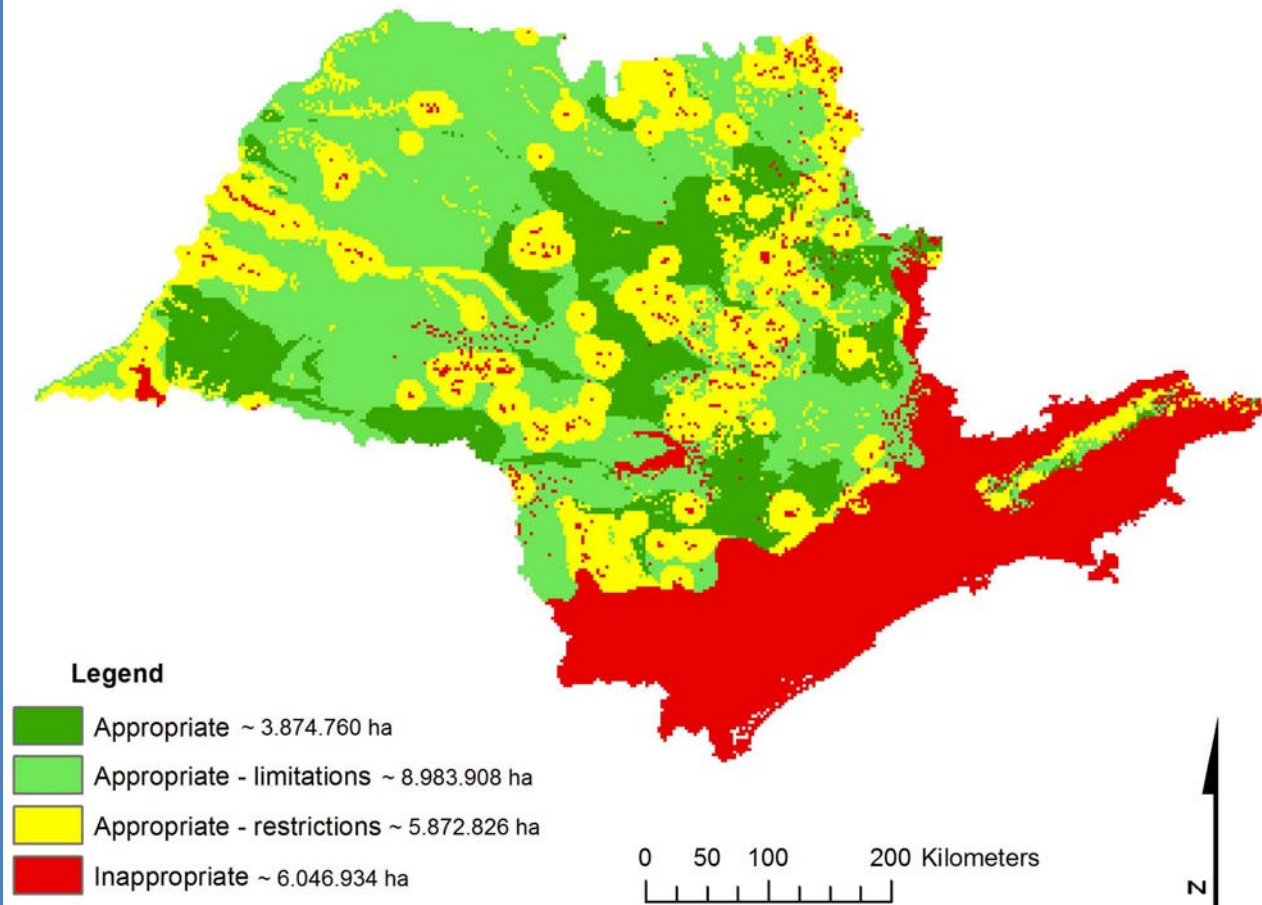 Legend
Appropriate ~ 3.874.760 ha
Appropriate - limitations ~ 8.983.908 ha
Appropriate - restrictions ~ 5.872.826 ha
Inappropriate ~ 6.046.934 ha
0 50 100 200 Kilometers
N